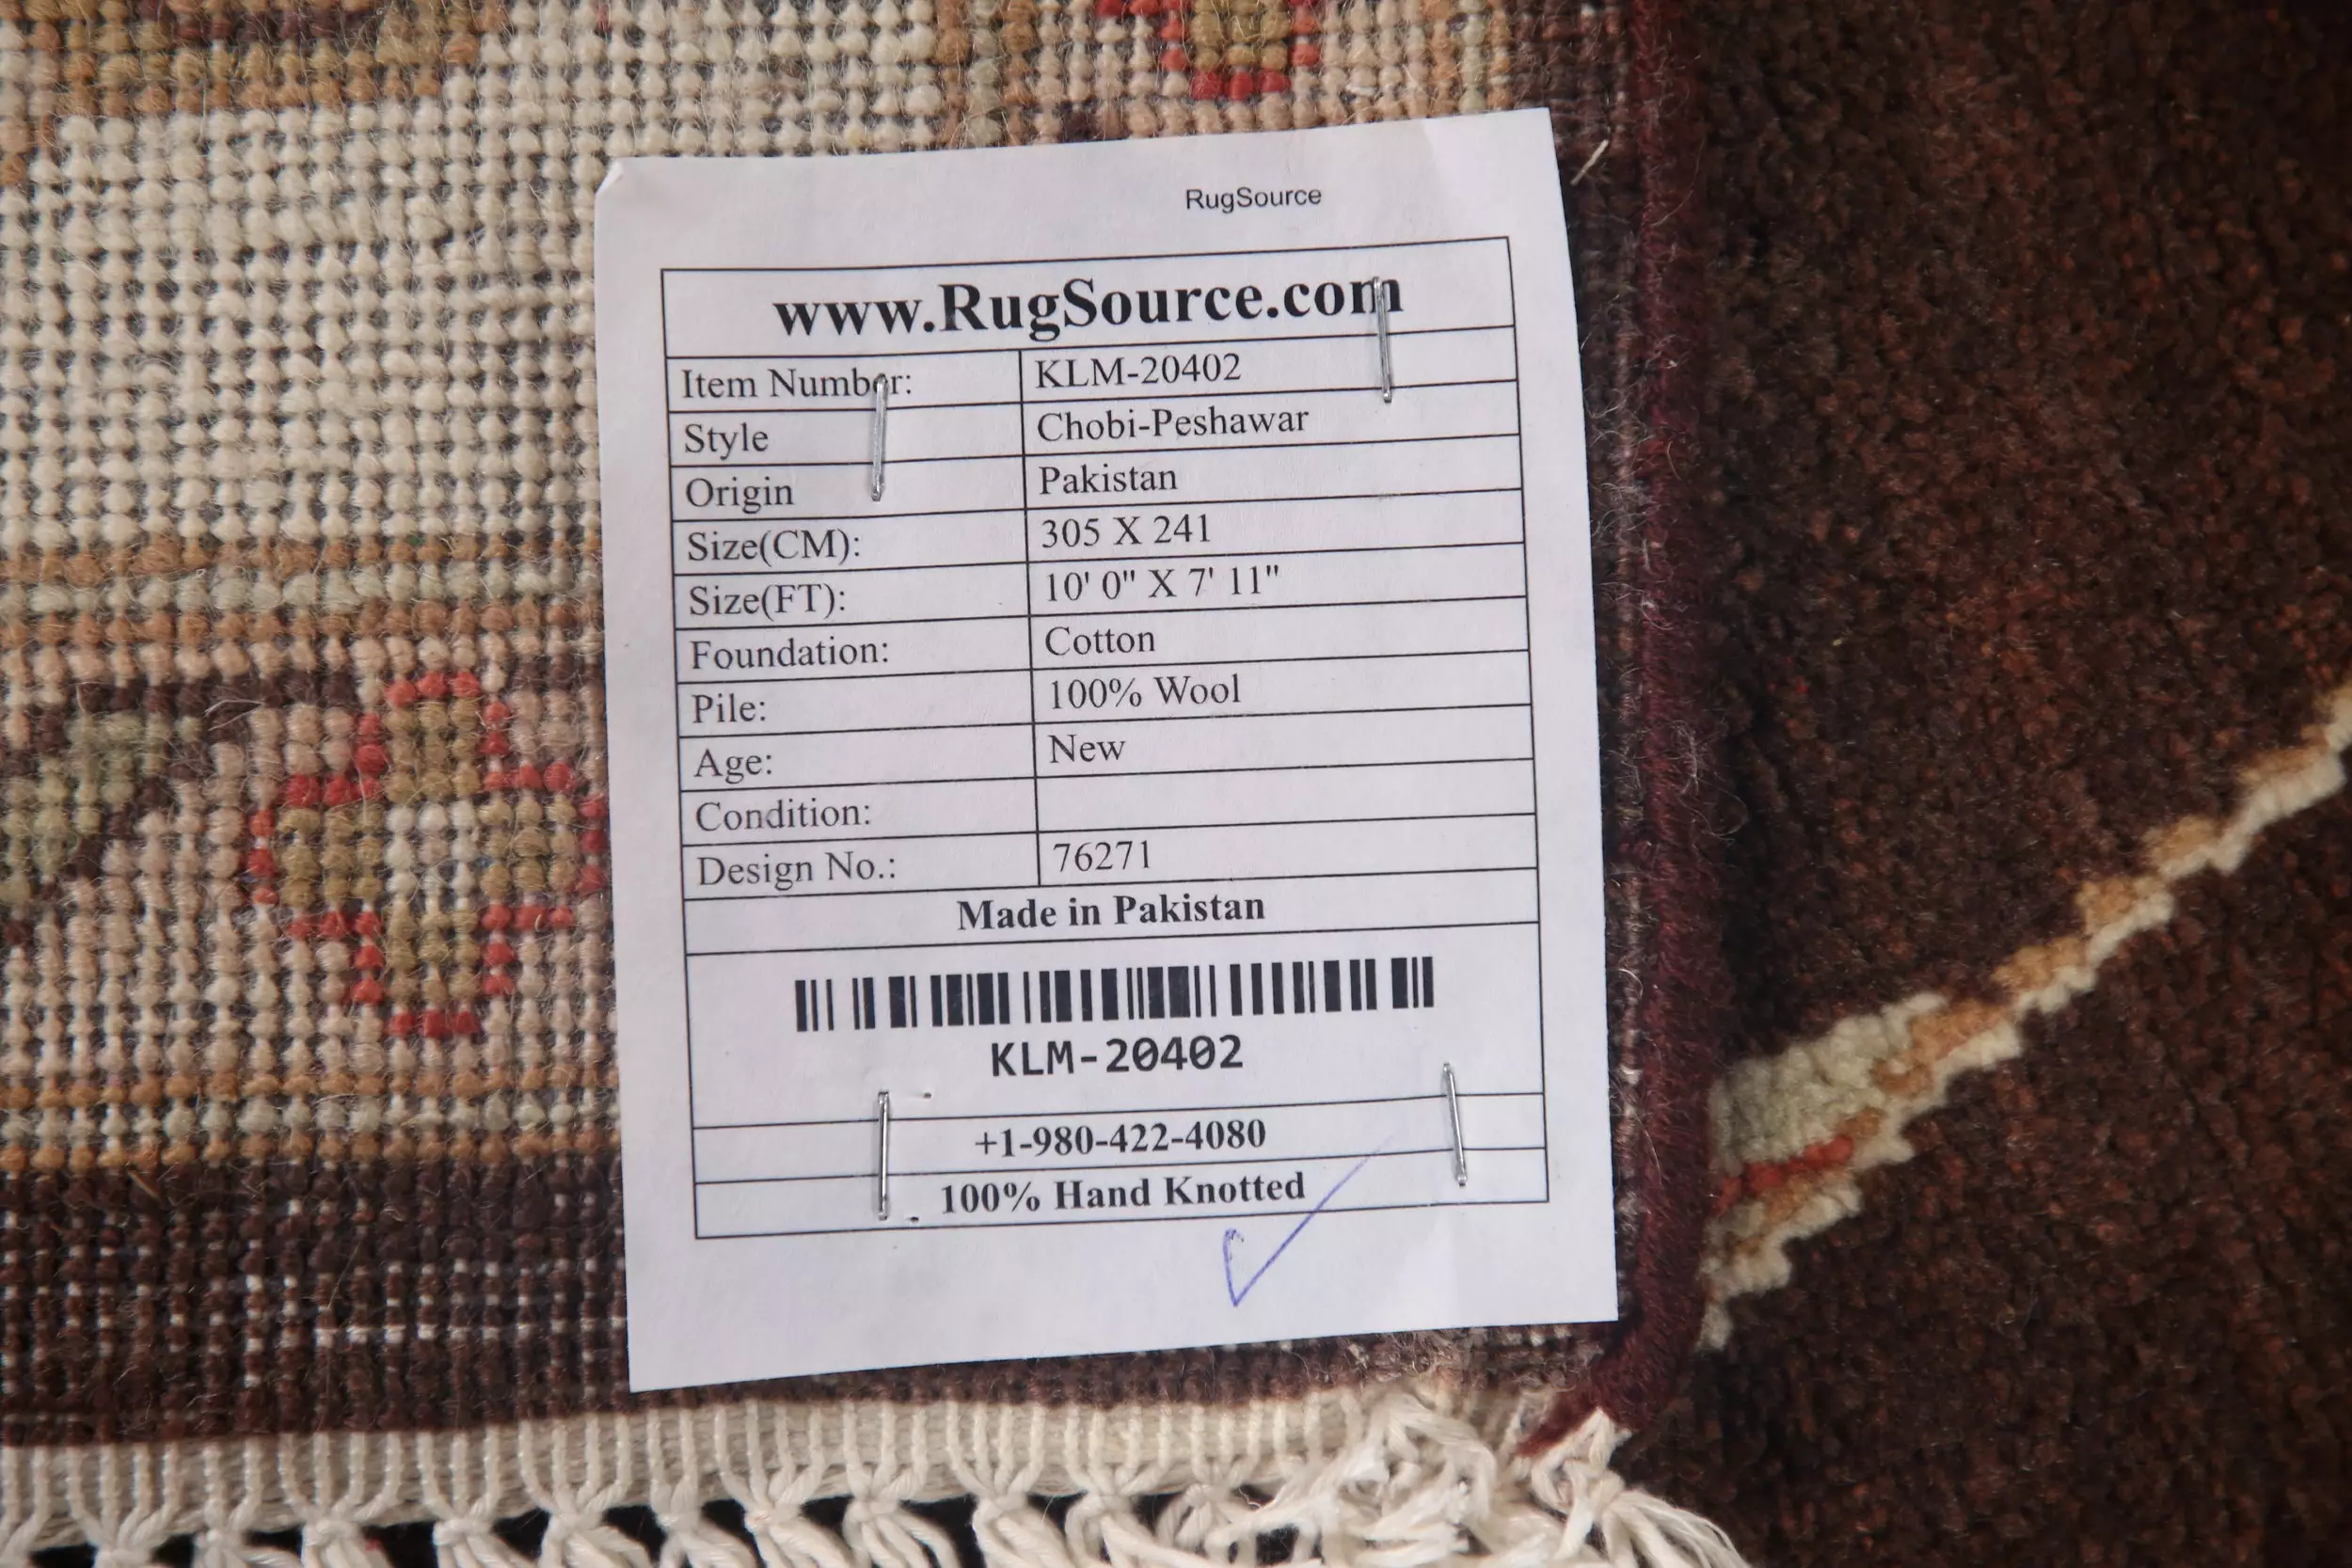 RugSource
www.RugSource.com
Item Number: KLM-20402
Style Chobi-Peshawar
Origin Pakistan
Size(CM): 305 X 241
Size(FT): 10' 0" X 7' 11"
Foundation: Cotton
Pile: 100% Wool
Age: New
Condition:
Design No.: 76271
Made in Pakistan
KLM-20402
+1-980-422-4080
100% Hand Knotted